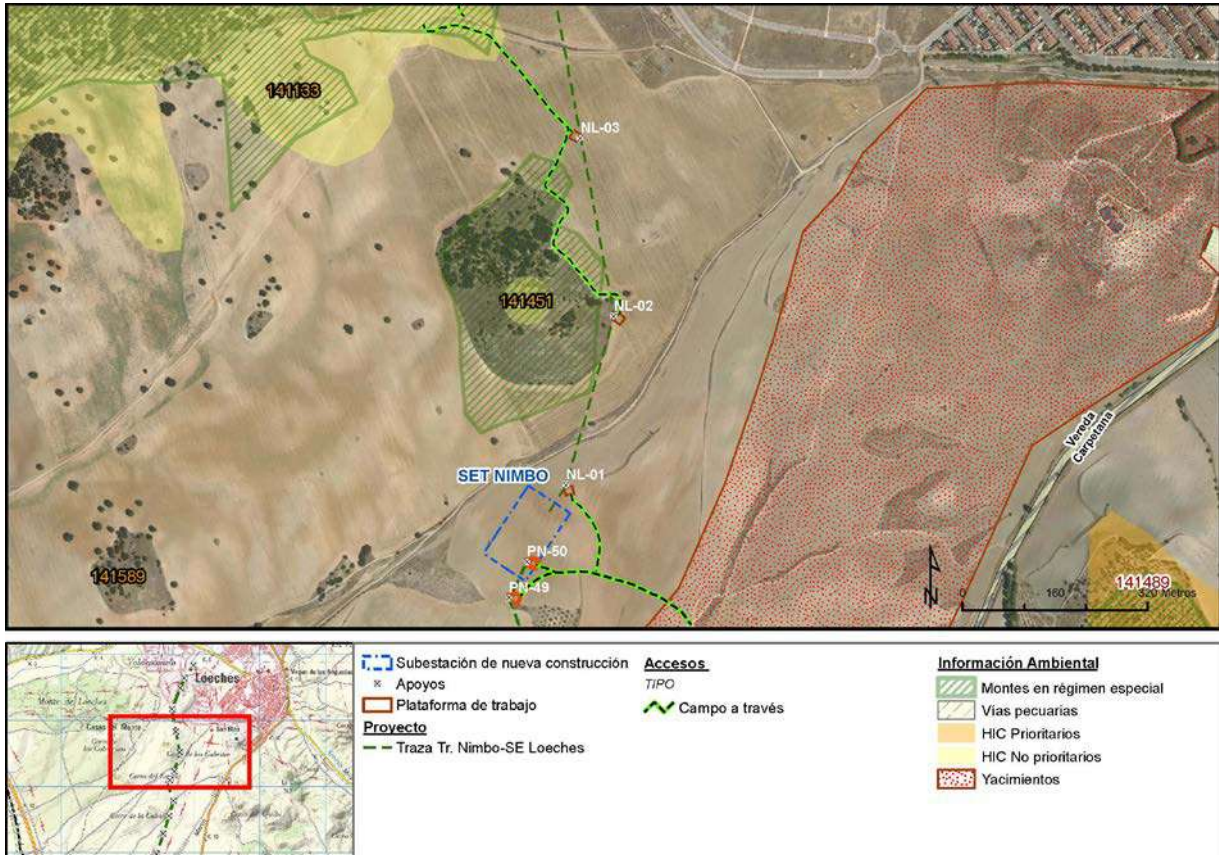 141133
NL-03
141451
NL-02
Vereda
Carpetana
SET NIMBO
NL-01
PN-50
PN-49
141589
141489
N
0 160 320 Metros
Loeches
Subestación de nueva construcción
Apoyos
Plataforma de trabajo
Proyecto
Traza Tr. Nimbo-SE Loeches
Accesos
TIPO
Campo a través
Información Ambiental
Montes en régimen especial
Vías pecuarias
HIC Prioritarios
HIC No prioritarios
Yacimientos